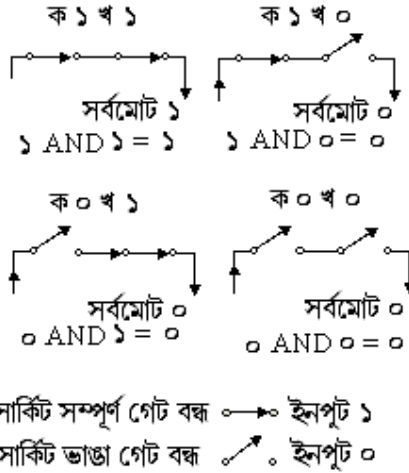 ক ১ খ ১
ক ১ খ ০
সর্বমোট ১
১ AND ১ = ১
সর্বমোট ০
১ AND ০ = ০
ক ০ খ ১
ক ০ খ ০
সর্বমোট ০
০ AND ১ = ০
সর্বমোট ০
০ AND ০ = ০
সার্কিট সম্পূর্ণ গেট বন্ধ ইনপুট ১
সার্কিট ভাঙা গেট বন্ধ ইনপুট ০